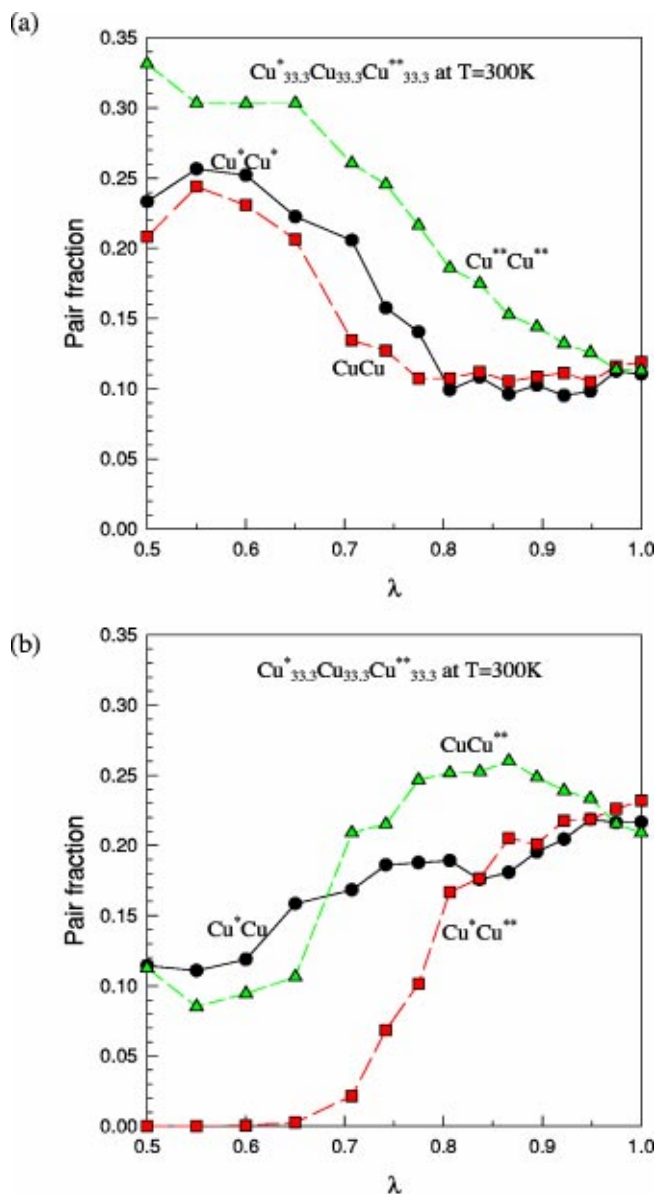 (a)
0.35
0.30
0.25
0.20
0.15
0.10
0.05
0.00
Pair fraction
Cu*33.3Cu33.3Cu**33.3 at T=300K
Cu*Cu*
Cu**Cu**
CuCu
0.5 0.6 0.7 0.8 0.9 1.0
λ
(b)
0.35
0.30
0.25
0.20
0.15
0.10
0.05
0.00
Pair fraction
Cu*33.3Cu33.3Cu**33.3 at T=300K
CuCu**
Cu*Cu
Cu*Cu**
0.5 0.6 0.7 0.8 0.9 1.0
λ